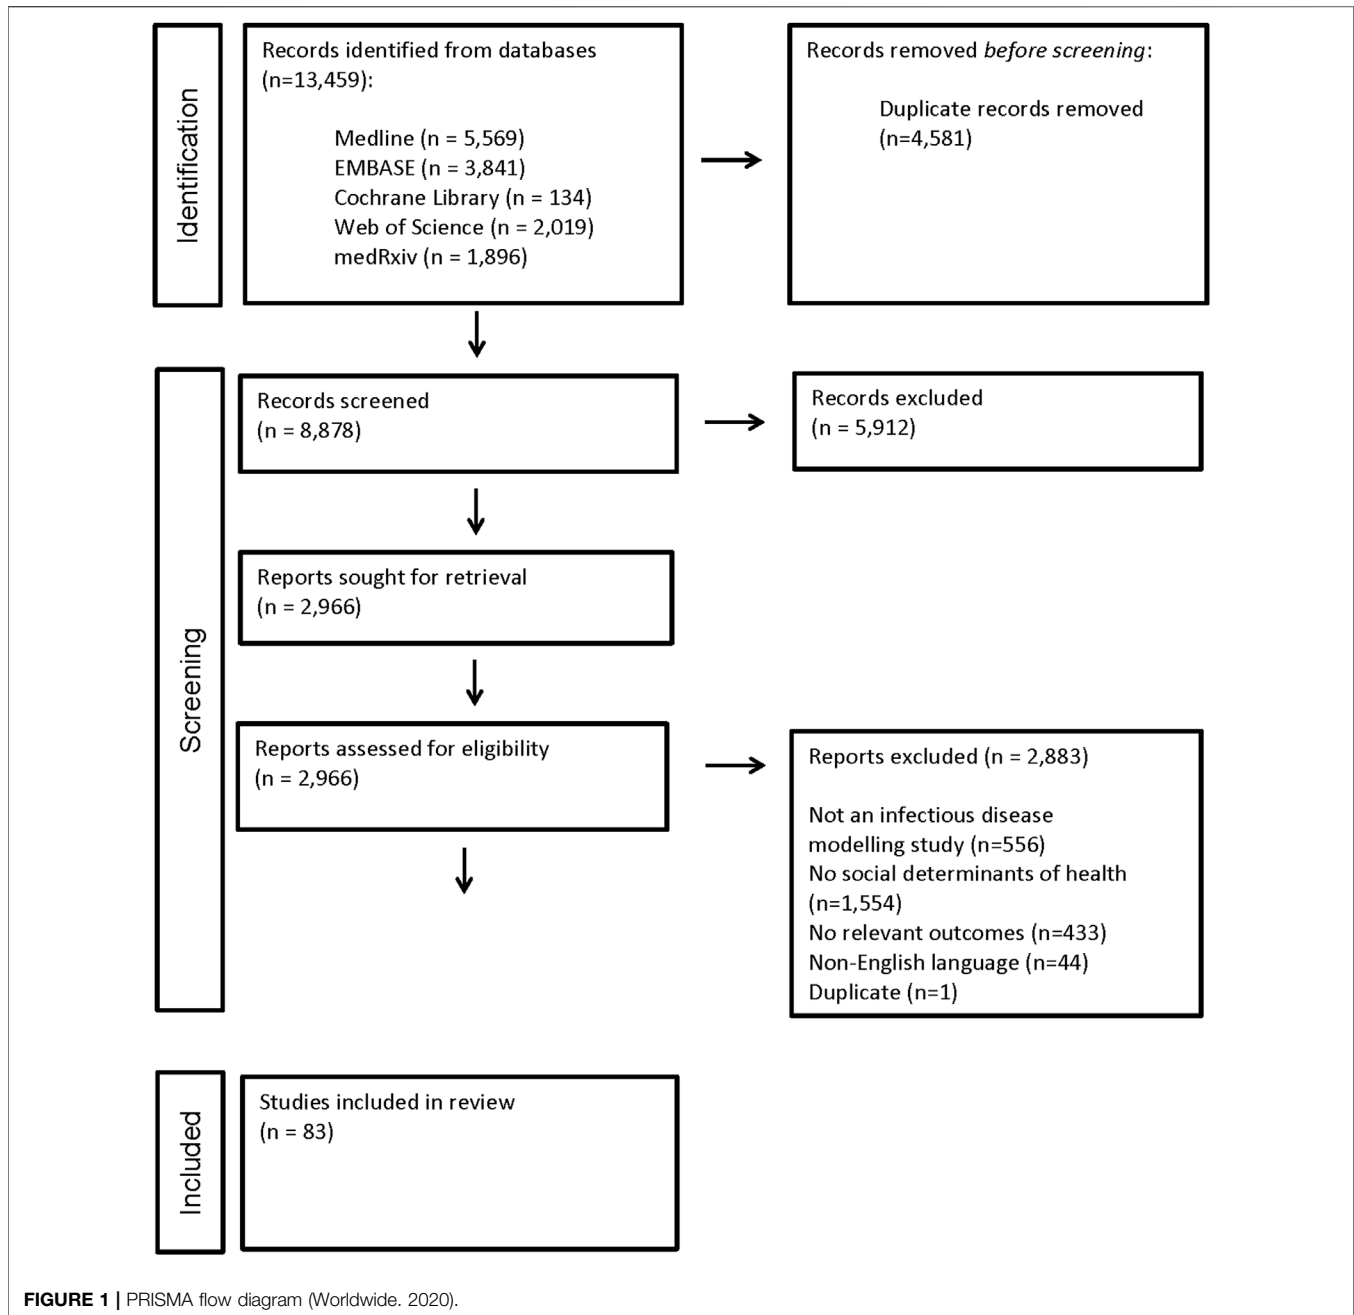 Identification
Records identified from databases
(n=13,459):
Medline (n = 5,569)
EMBASE (n = 3,841)
Cochrane Library (n = 134)
Web of Science (n = 2,019)
medRxiv (n = 1,896)
Records removed before screening:
Duplicate records removed
(n=4,581)
Screening
Records screened
(n = 8,878)
Records excluded
(n = 5,912)
Reports sought for retrieval
(n = 2,966)
Reports assessed for eligibility
(n = 2,966)
Reports excluded (n = 2,883)
Not an infectious disease
modelling study (n=556)
No social determinants of health
(n=1,554)
No relevant outcomes (n=433)
Non-English language (n=44)
Duplicate (n=1)
Included
Studies included in review
(n = 83)
FIGURE 1 | PRISMA flow diagram (Worldwide. 2020).